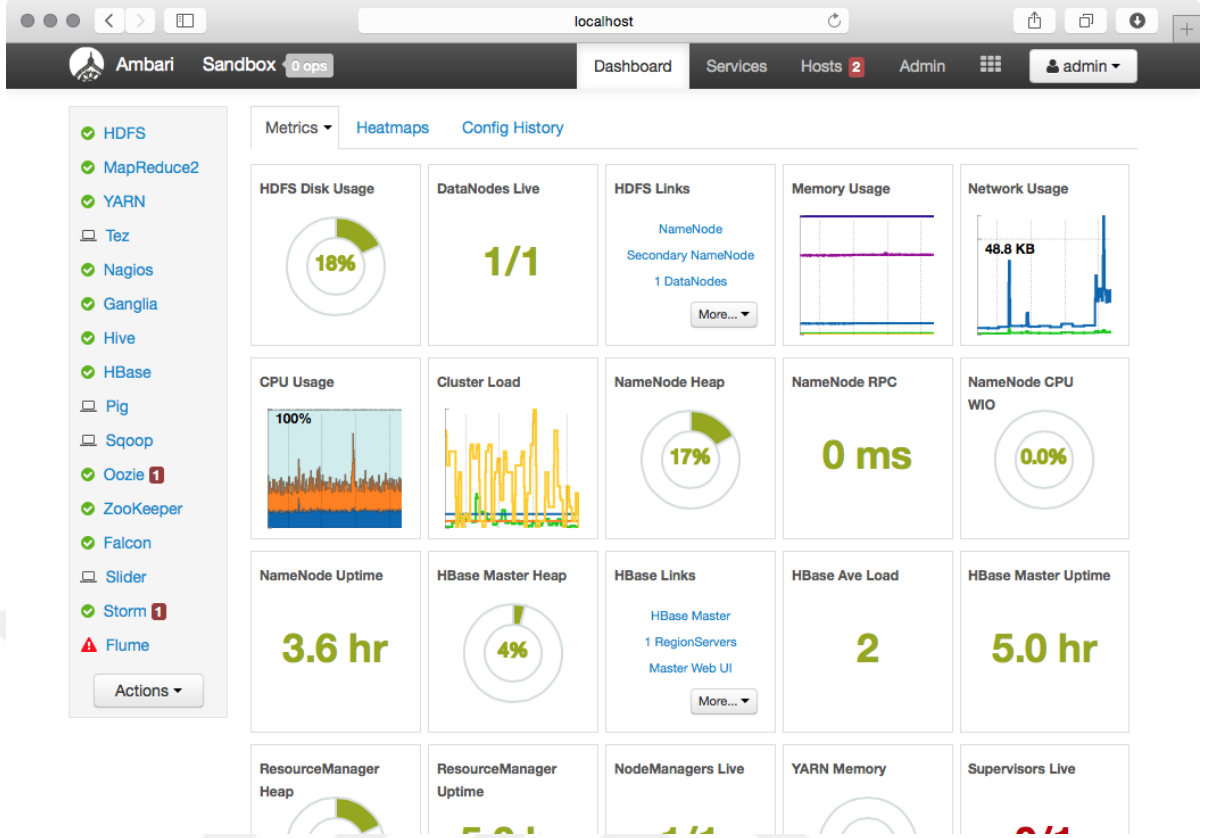 localhost
Ambari Sandbox 0 ops Dashboard Services Hosts 2 Admin admin
HDFS
MapReduce2
YARN
Tez
Nagios
Ganglia
Hive
HBase
Pig
Sqoop
Oozie 1
ZooKeeper
Falcon
Slider
Storm 1
Flume
Actions
Metrics Heatmaps Config History
HDFS Disk Usage
18%
DataNodes Live
1/1
HDFS Links
NameNode
Secondary NameNode
1 DataNodes
More...
Memory Usage
Network Usage
48.8 KB
CPU Usage
100%
Cluster Load
NameNode Heap
17%
NameNode RPC
0 ms
NameNode CPU
WIO
0.0%
NameNode Uptime
3.6 hr
HBase Master Heap
4%
HBase Links
HBase Master
1 RegionServers
Master Web UI
More...
HBase Ave Load
2
HBase Master Uptime
5.0 hr
ResourceManager
Heap
ResourceManager
Uptime
NodeManagers Live
1/1
YARN Memory
Supervisors Live